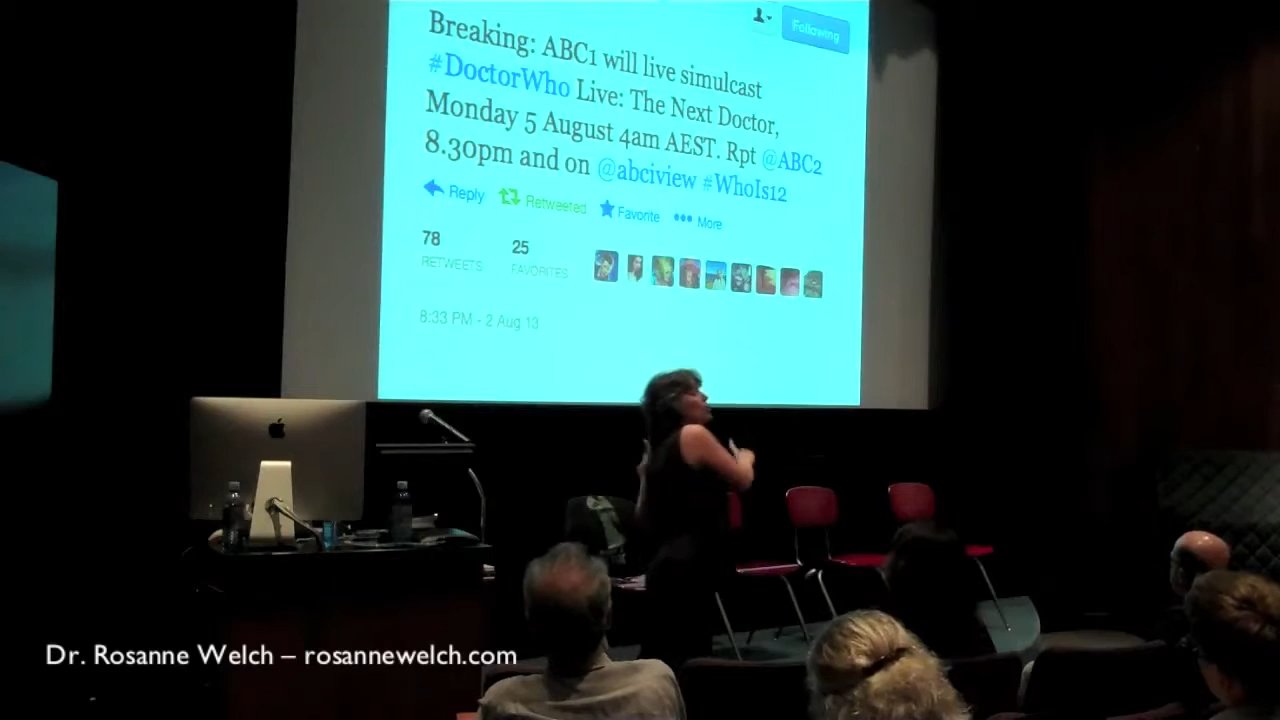 Following
Breaking: ABC1 will live simulcast
#DoctorWho Live: The Next Doctor,
Monday 5 August 4am AEST. Rpt @ABC2
8.30pm and on @abciview #WhoIs12
Reply Retweeted Favorite More
78 25
RETWEETS FAVORITES
8:33 PM - 2 Aug 13
Dr. Rosanne Welch – rosannewelch.com